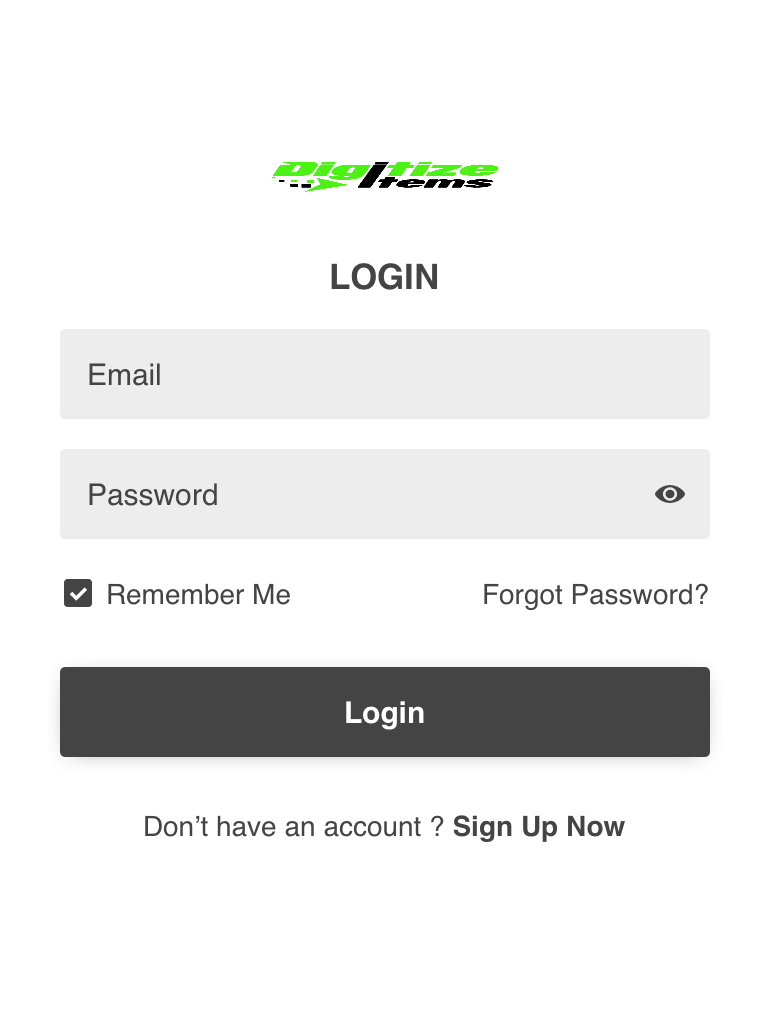 Digitize
Items
LOGIN
Email
Password
Remember Me
Forgot Password?
Login
Don’t have an account ? Sign Up Now